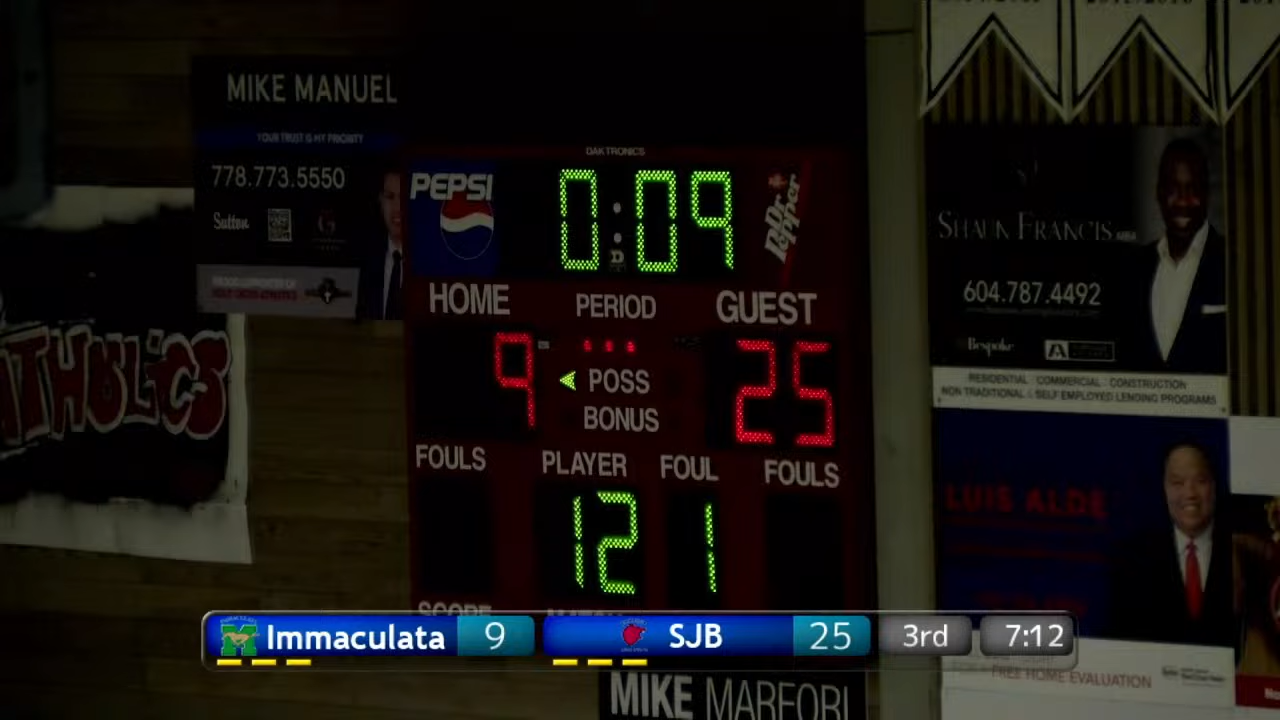 MIKE MANUEL
YOUR TRUST IS MY PRIORITY
778.773.5550
Sutton
ATHOLICS
DAKTRONICS
PEPSI
0:09
Dr Pepper
HOME
PERIOD
GUEST
9
POSS
25
BONUS
FOULS
PLAYER
FOUL
FOULS
12
1
SCORE
SHAUN FRANCIS
604.787.4492
Bespoke
RESIDENTIAL COMMERCIAL CONSTRUCTION
NON TRADITIONAL & SELF EMPLOYED LENDING PROGRAMS
LUIS ALDE
FREE HOME EVALUATION
Immaculata
9
SJB
25
3rd
7:12
MIKE MARFORI